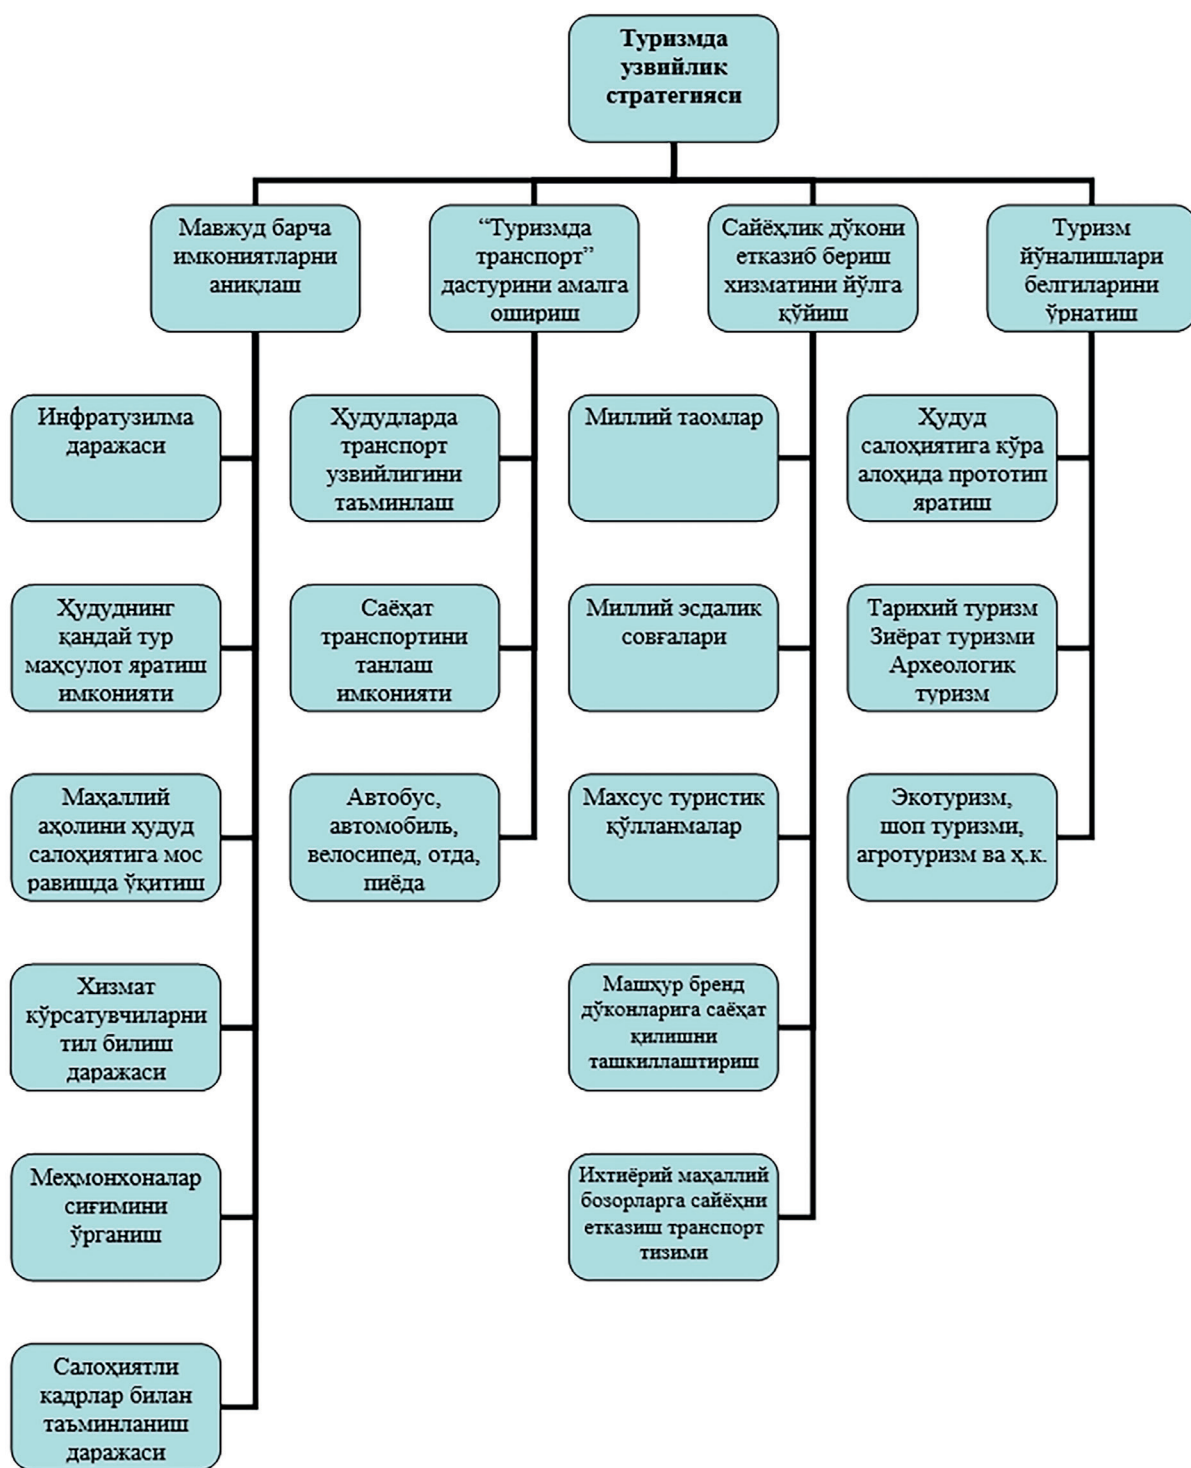 Туризмда
узвийлик
стратегияси
Мавжуд барча
имкониятларни
аниқлаш
“Туризмда
транспорт”
дастурини амалга
ошириш
Сайёҳлик дўкони
етказиб бериш
хизматини йўлга
қўйиш
Туризм
йўналишлари
белгиларини
ўрнатиш
Инфратузилма
даражаси
Ҳудуднинг
қандай тур
маҳсулот яратиш
имконияти
Маҳаллий
аҳолини ҳудуд
салоҳиятига мос
равишда ўқитиш
Хизмат
кўрсатувчиларни
тил билиш
даражаси
Меҳмонхоналар
сиғимини
ўрганиш
Салоҳиятли
кадрлар билан
таъминланиш
даражаси
Ҳудудларда
транспорт
узвийлигини
таъминлаш
Саёҳат
транспортини
танлаш
имконияти
Автобус,
автомобиль,
велосипед, отда,
пиёда
Миллий таомлар
Миллий эсдалик
совғалари
Махсус туристик
қўлланмалар
Машҳур бренд
дўконларига саёҳат
қилишни
ташкиллаштириш
Ихтиёрий маҳаллий
бозорларга сайёҳни
етказиш транспорт
тизими
Ҳудуд
салоҳиятига кўра
алоҳида прототип
яратиш
Тарихий туризм
Зиёрат туризми
Археологик
туризм
Экотуризм,
шоп туризми,
агротуризм ва ҳ.к.